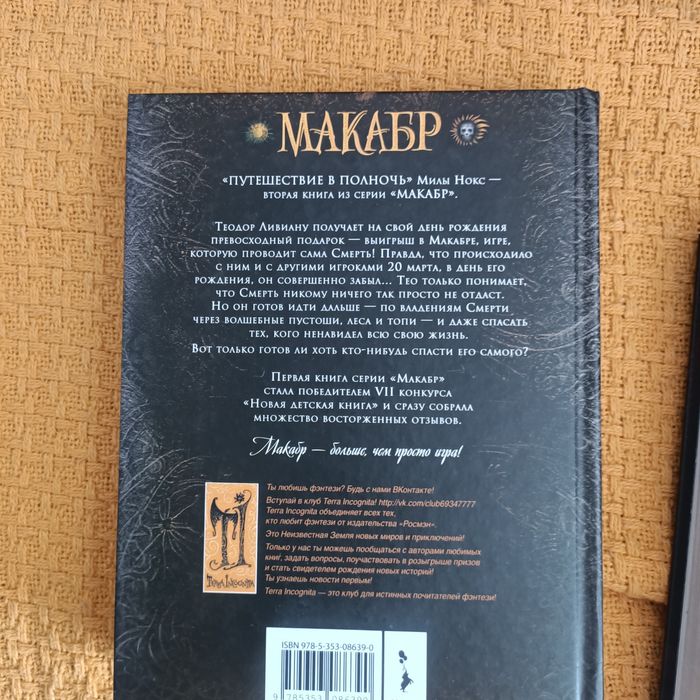 МАКАБР
«ПУТЕШЕСТВИЕ В ПОЛНОЧЬ» Милы Нокс —
вторая книга из серии «МАКАБР».
Теодор Ливиану получает на свой день рождения
превосходный подарок — выигрыш в Макабре, игре,
которую проводит сама Смерть! Правда, что происходило
с ним и с другими игроками 20 марта, в день его
рождения, он совершенно забыл... Тео только понимает,
что Смерть никому ничего так просто не отдаст.
Но он готов идти дальше — по владениям Смерти
через волшебные пустоши, леса и топи — и даже спасать
тех, кого ненавидел всю свою жизнь.
Вот только готов ли хоть кто-нибудь спасти его самого?
Первая книга серии «Макабр»
стала победителем VII конкурса
«Новая детская книга» и сразу собрала
множество восторженных отзывов.
Макабр — больше, чем просто игра!
Ты любишь фэнтези? Будь с нами ВКонтакте!
Вступай в клуб Terra Incognita! http://vk.com/club69347777
Terra Incognita объединяет всех тех,
кто любит фэнтези от издательства «Росмэн».
Это Неизвестная Земля новых миров и приключений!
Только у нас ты можешь пообщаться с авторами любимых
книг, задать вопросы, поучаствовать в розыгрыше призов
и стать свидетелем рождения новых историй!
Ты узнаешь новости первым!
Terra Incognita — это клуб для истинных почитателей фэнтези!
TI
Terra Incognita
ISBN 978-5-353-08639-0
9 785353 086390